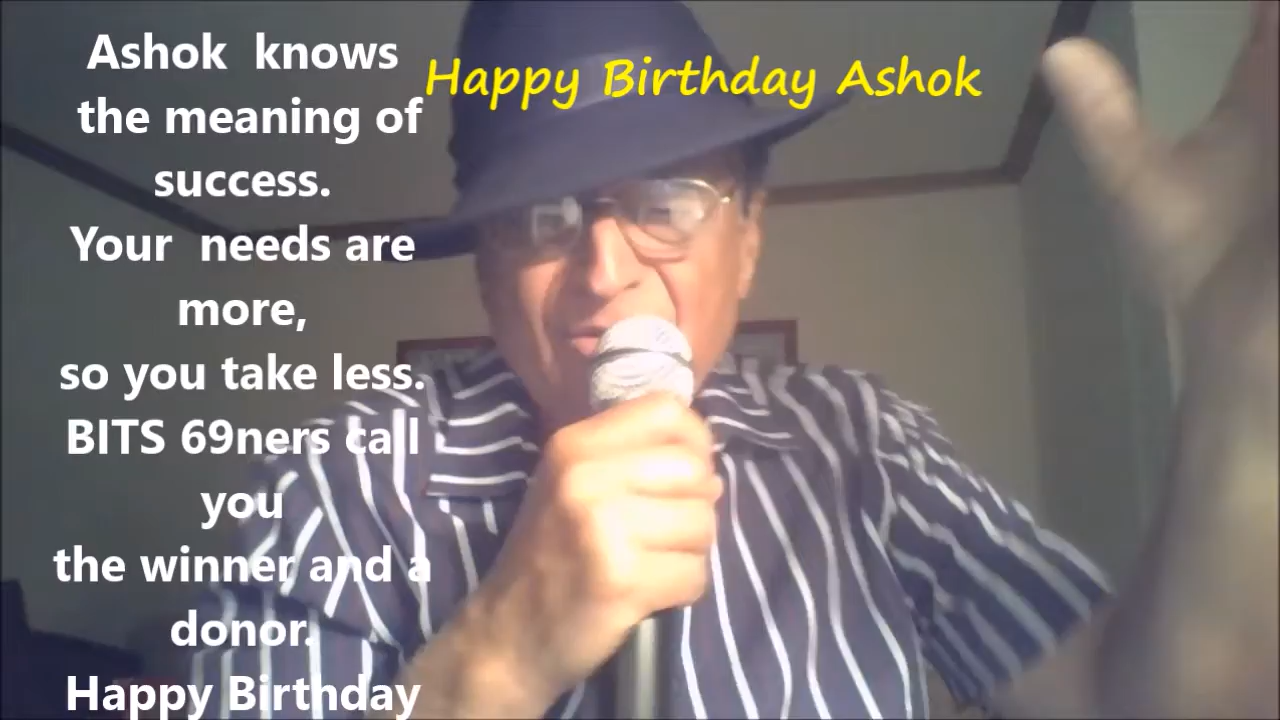 Happy Birthday Ashok
Ashok  knows
the meaning of
success.
Your  needs are
more,
so you take less.
BITS 69ners call
you
the winner and a
donor.
Happy Birthday